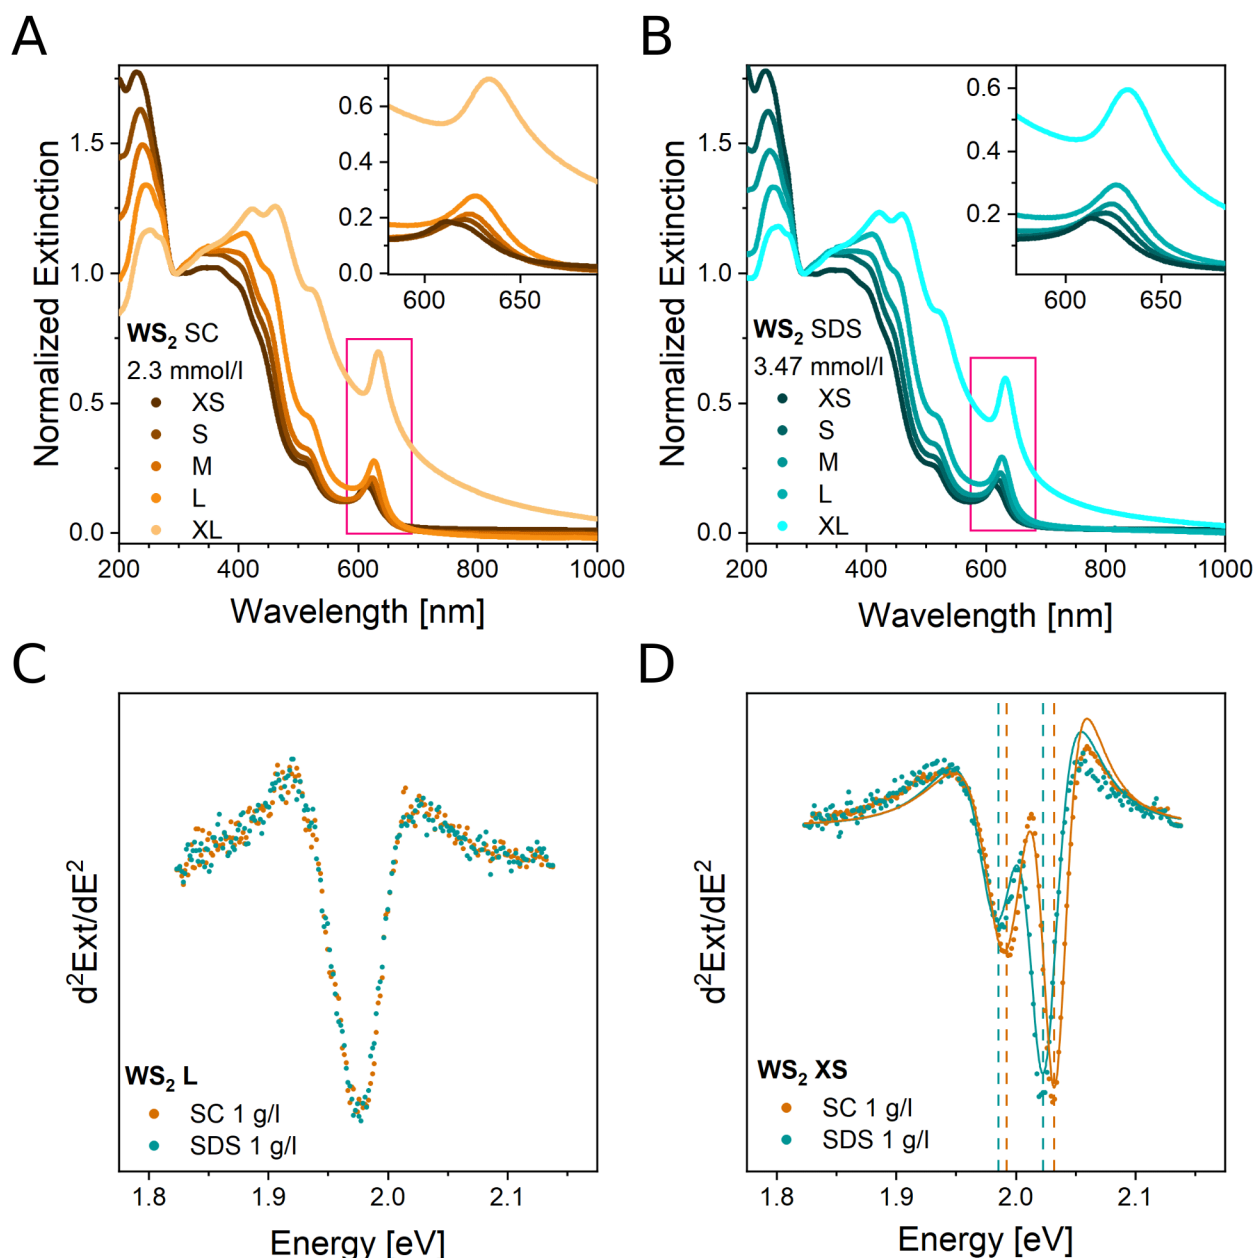 A
Normalized Extinction
1.5
1.0
0.5
0.0
200
400
600
800
1000
Wavelength [nm]
WS2 SC
2.3 mmol/l
XS
S
M
L
XL
0.6
0.4
0.2
0.0
600
650
B
Normalized Extinction
1.5
1.0
0.5
0.0
200
400
600
800
1000
Wavelength [nm]
WS2 SDS
3.47 mmol/l
XS
S
M
L
XL
0.6
0.4
0.2
600
650
C
d2Ext/dE2
WS2 L
SC 1 g/l
SDS 1 g/l
1.8
1.9
2.0
2.1
Energy [eV]
D
d2Ext/dE2
WS2 XS
SC 1 g/l
SDS 1 g/l
1.8
1.9
2.0
2.1
Energy [eV]